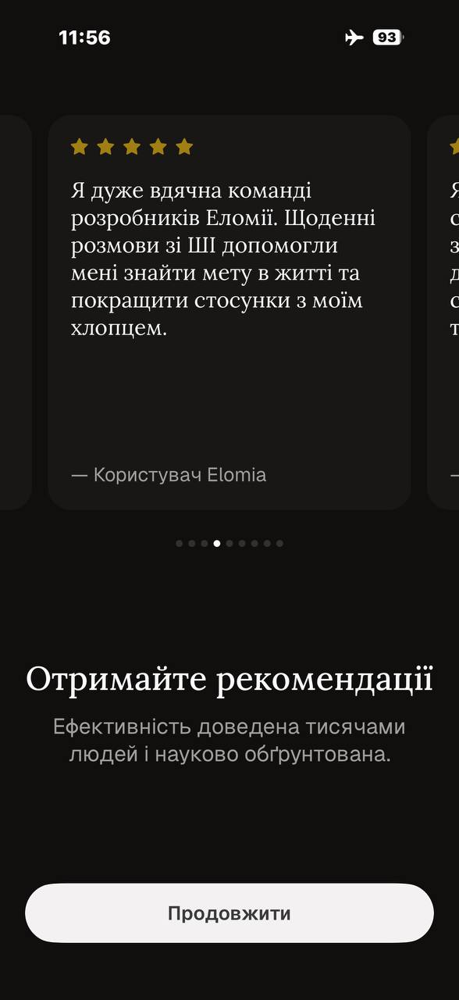 11:56
93
Я дуже вдячна команді
розробників Еломії. Щоденні
розмови зі ШІ допомогли
мені знайти мету в житті та
покращити стосунки з моїм
хлопцем.
— Користувач Elomia
Отримайте рекомендації
Ефективність доведена тисячами
людей і науково обґрунтована.
Продовжити